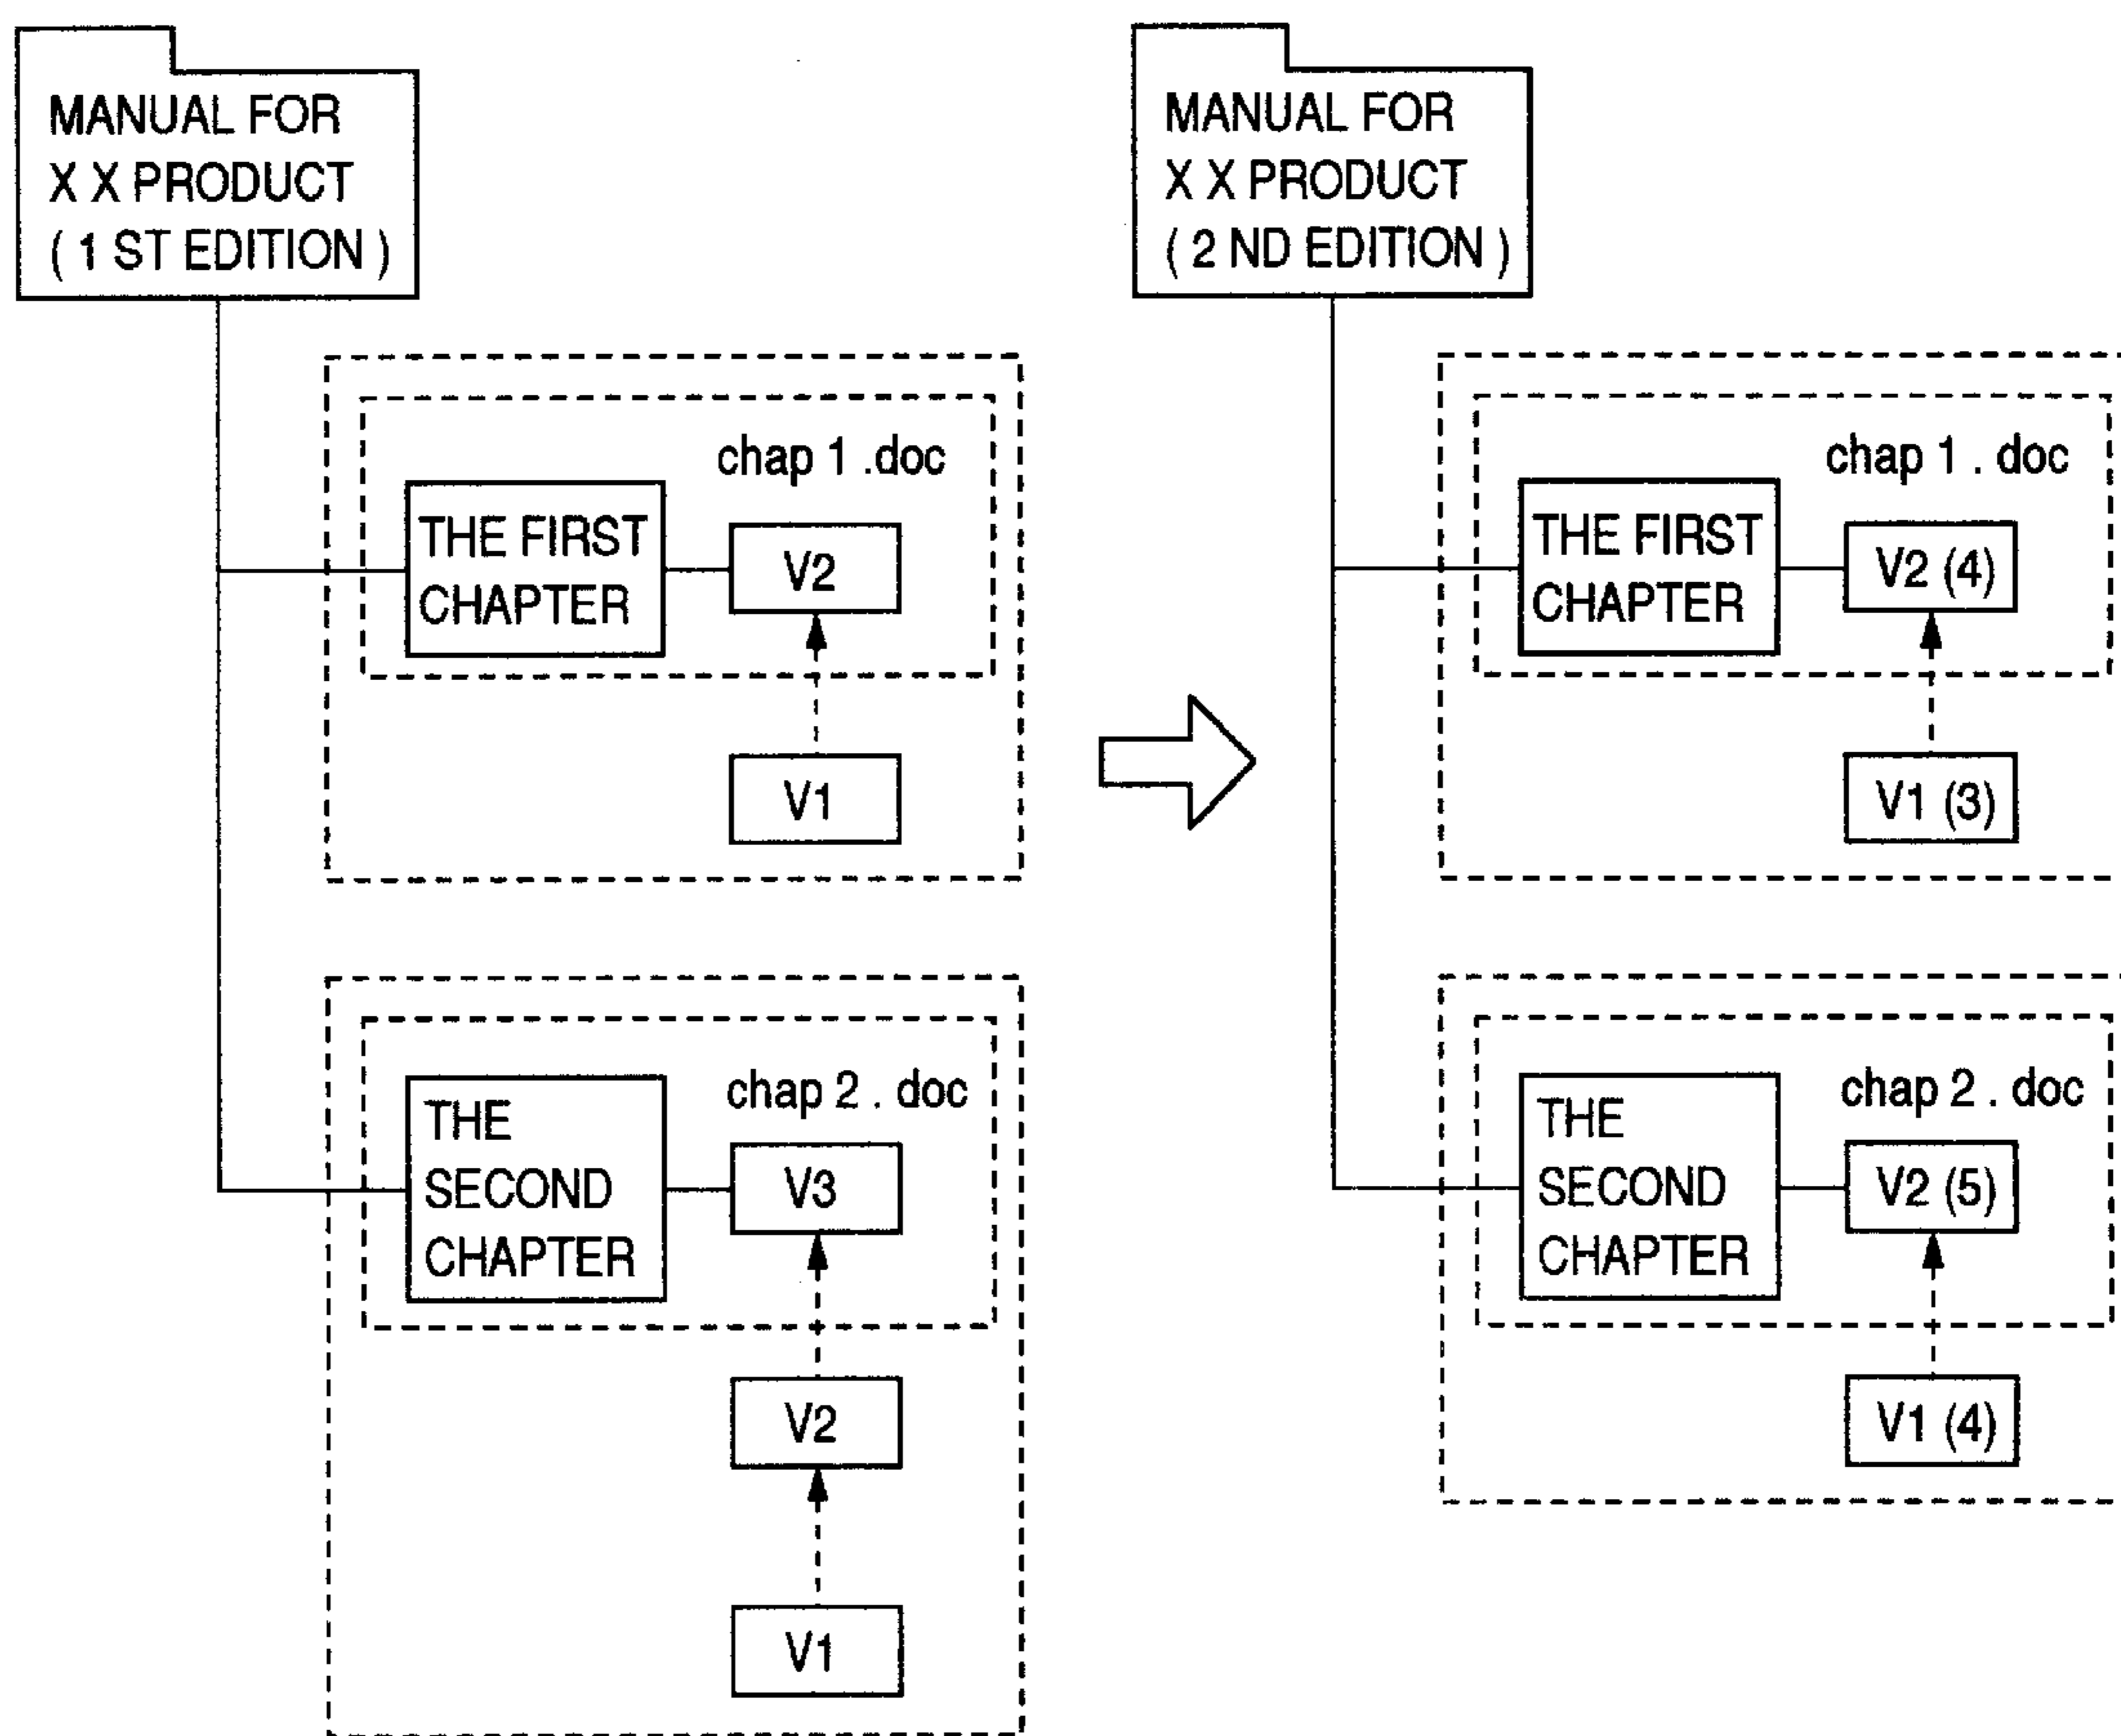 MANUAL FOR
X X PRODUCT
( 1 ST EDITION )
chap 1 .doc
THE FIRST
CHAPTER
V2
V1
chap 2 . doc
THE
SECOND
CHAPTER
V3
V2
V1
MANUAL FOR
X X PRODUCT
( 2 ND EDITION )
chap 1 . doc
THE FIRST
CHAPTER
V2 (4)
V1 (3)
chap 2 . doc
THE
SECOND
CHAPTER
V2 (5)
V1 (4)